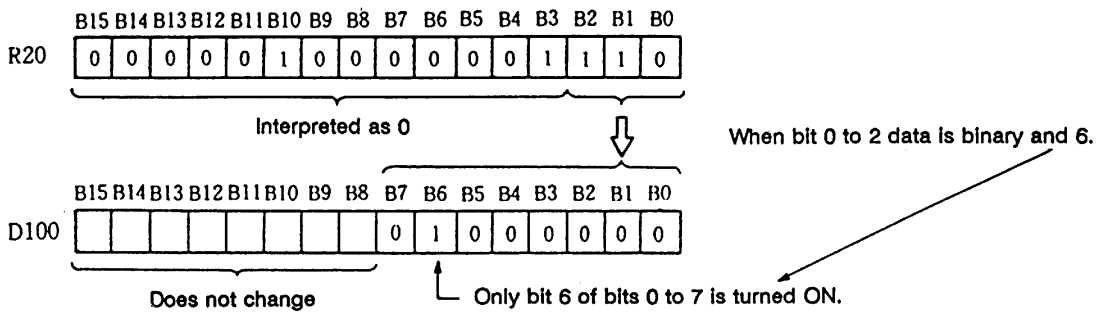 B15 B14 B13 B12 B11 B10 B9 B8 B7 B6 B5 B4 B3 B2 B1 B0
R20 0 0 0 0 0 1 0 0 0 0 0 0 1 1 1 0
Interpreted as 0
When bit 0 to 2 data is binary and 6.
B15 B14 B13 B12 B11 B10 B9 B8 B7 B6 B5 B4 B3 B2 B1 B0
D100 0 1 0 0 0 0 0 0
Does not change
Only bit 6 of bits 0 to 7 is turned ON.